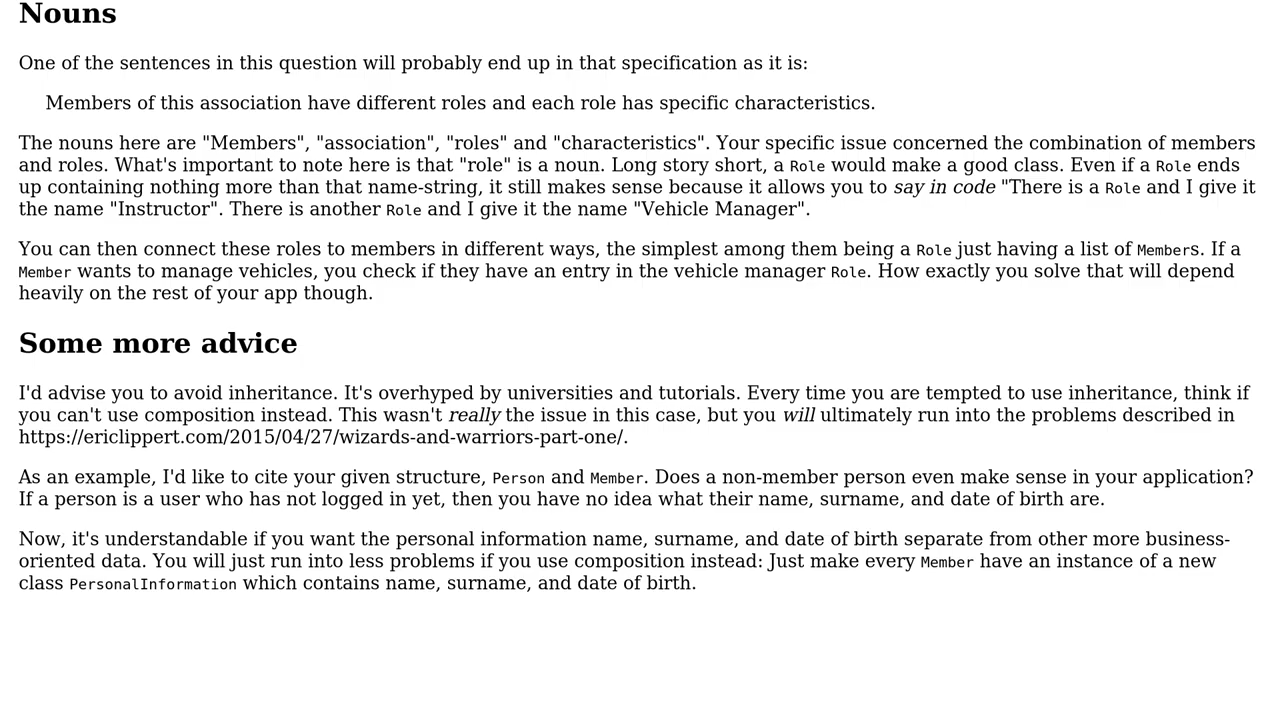 Nouns
One of the sentences in this question will probably end up in that specification as it is:
Members of this association have different roles and each role has specific characteristics.
The nouns here are "Members", "association", "roles" and "characteristics". Your specific issue concerned the combination of members
and roles. What's important to note here is that "role" is a noun. Long story short, a Role would make a good class. Even if a Role ends
up containing nothing more than that name-string, it still makes sense because it allows you to say in code "There is a Role and I give it
the name "Instructor". There is another Role and I give it the name "Vehicle Manager".
You can then connect these roles to members in different ways, the simplest among them being a Role just having a list of Members. If a
Member wants to manage vehicles, you check if they have an entry in the vehicle manager Role. How exactly you solve that will depend
heavily on the rest of your app though.
Some more advice
I'd advise you to avoid inheritance. It's overhyped by universities and tutorials. Every time you are tempted to use inheritance, think if
you can't use composition instead. This wasn't really the issue in this case, but you will ultimately run into the problems described in
https://ericlippert.com/2015/04/27/wizards-and-warriors-part-one/.
As an example, I'd like to cite your given structure, Person and Member. Does a non-member person even make sense in your application?
If a person is a user who has not logged in yet, then you have no idea what their name, surname, and date of birth are.
Now, it's understandable if you want the personal information name, surname, and date of birth separate from other more business-
oriented data. You will just run into less problems if you use composition instead: Just make every Member have an instance of a new
class PersonalInformation which contains name, surname, and date of birth.